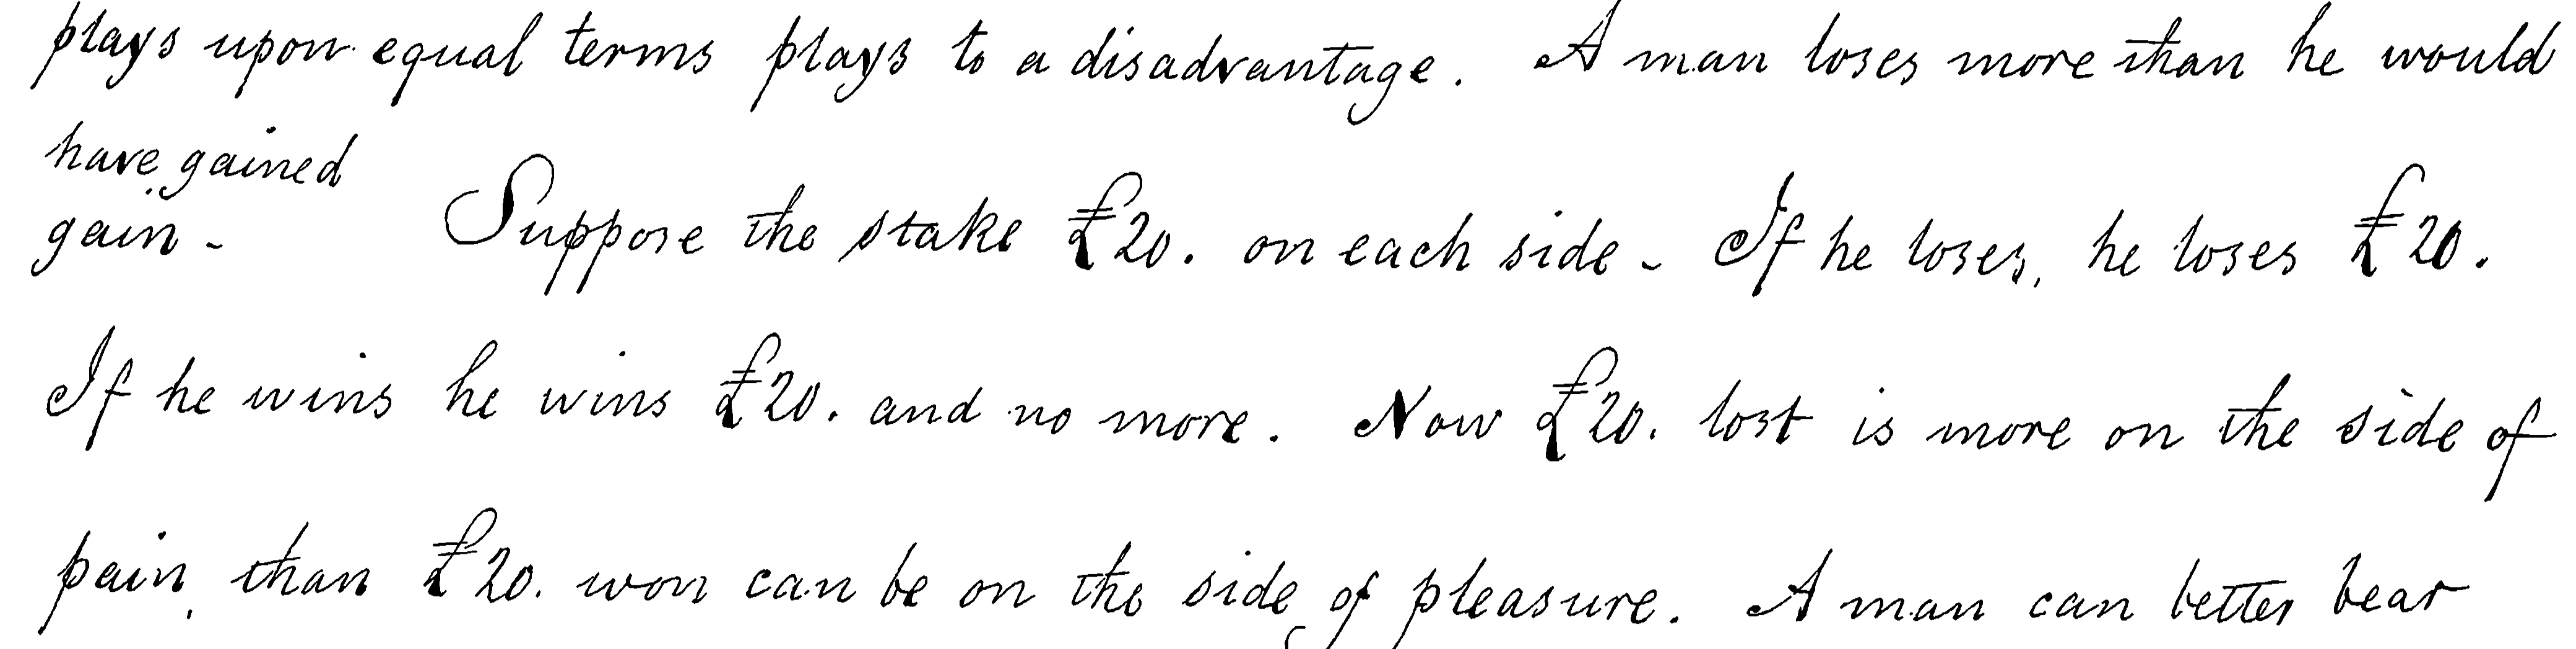 plays upon equal terms plays to a disadvantage. A man loses more than he would
have gained
gain - Suppose the stake £20. on each side - If he loses, he loses £20.
If he wins he wins £20. and no more. Now £20. lost is more on the side of
pain, than £20. won can be on the side of pleasure. A man can better bear